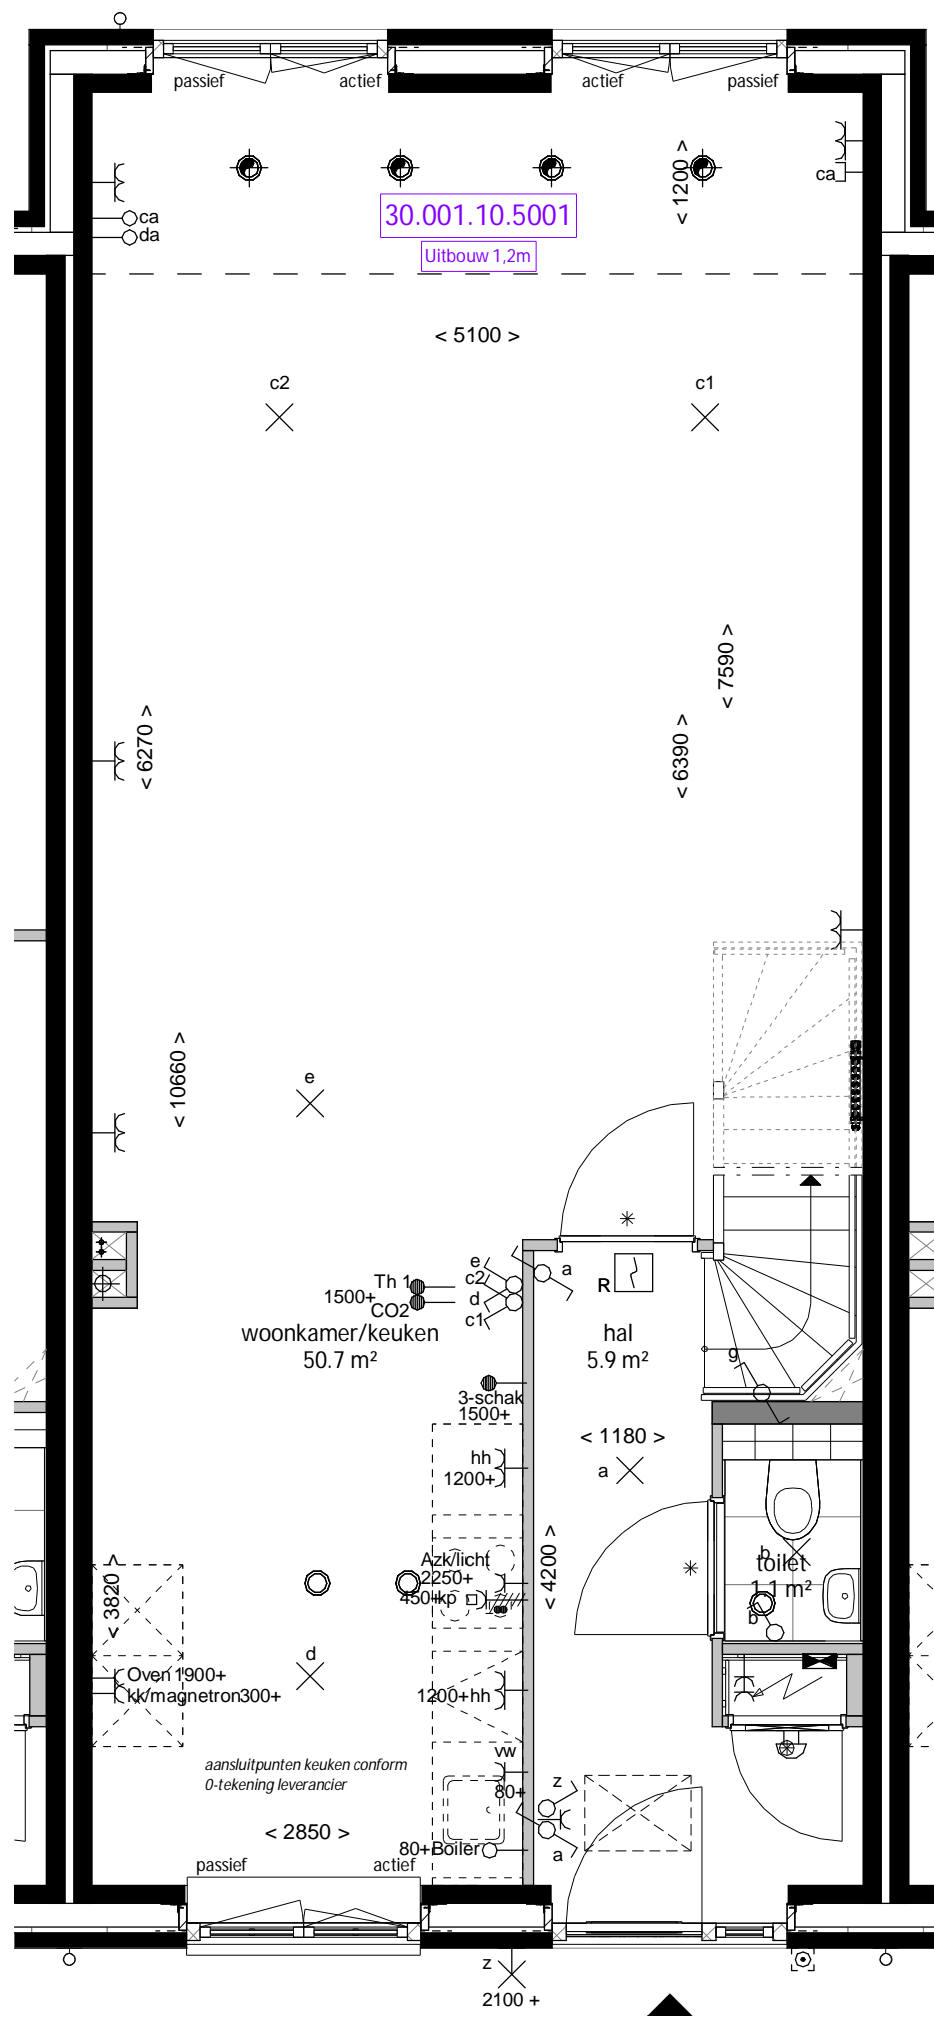 passief
actief
actief
passief
< 1200 >
ca
30.001.10.5001
ca
da
Uitbouw 1,2m
< 5100 >
c2
c1
< 7590 >
< 6270 >
< 6390 >
< 10660 >
e
e
a
Th 1
c2
R
1500+
d
CO2
c1
woonkamer/keuken
50.7 m²
hal
5.9 m²
g
3-schak
1500+
< 1180 >
hh
1200+
a
< 3820 >
< 4200 >
Azk/licht
2250+
450+kp
b
toilet
1.1 m²
b
d
Oven 1900+
kk/magnetron300+
1200+hh
vw
80+
aansluitpunten keuken conform
0-tekening leverancier
z
< 2850 >
80+Boiler
a
passief
actief
z
2100 +